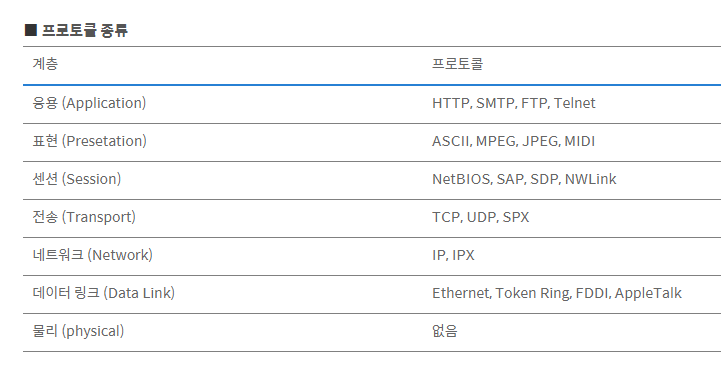 ■ 프로토콜 종류
계층 프로토콜
응용 (Application) HTTP, SMTP, FTP, Telnet
표현 (Presetation) ASCII, MPEG, JPEG, MIDI
센션 (Session) NetBIOS, SAP, SDP, NWLink
전송 (Transport) TCP, UDP, SPX
네트워크 (Network) IP, IPX
데이터 링크 (Data Link) Ethernet, Token Ring, FDDI, AppleTalk
물리 (physical) 없음